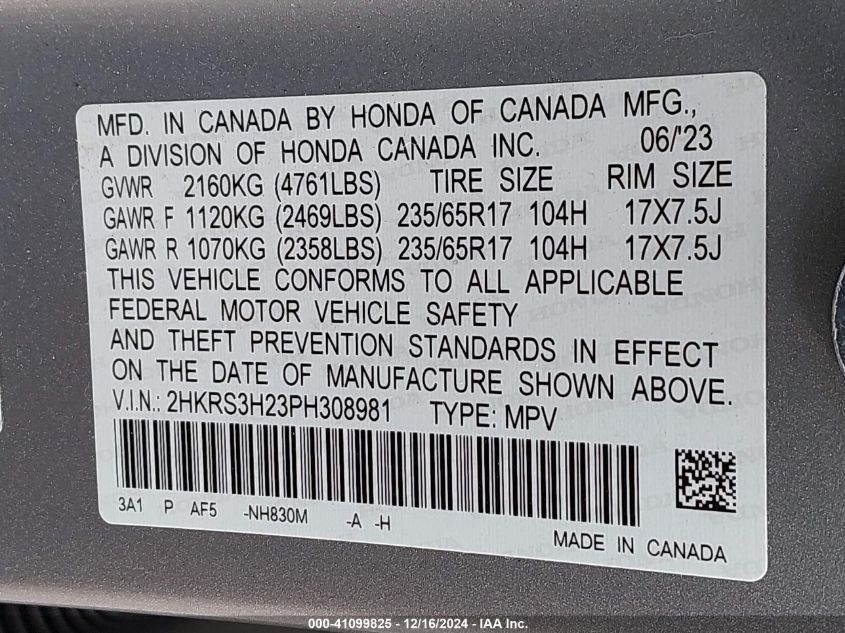 MFD. IN CANADA BY HONDA OF CANADA MFG.,
A DIVISION OF HONDA CANADA INC. 06/'23
GVWR 2160KG (4761LBS) TIRE SIZE RIM SIZE
GAWR F 1120KG (2469LBS) 235/65R17 104H 17X7.5J
GAWR R 1070KG (2358LBS) 235/65R17 104H 17X7.5J
THIS VEHICLE CONFORMS TO ALL APPLICABLE
FEDERAL MOTOR VEHICLE SAFETY
AND THEFT PREVENTION STANDARDS IN EFFECT
ON THE DATE OF MANUFACTURE SHOWN ABOVE.
V.I.N.: 2HKRS3H23PH308981 TYPE: MPV
3A1 P AF5 -NH830M -A -H
MADE IN CANADA
000-41099825 - 12/16/2024 - IAA Inc.